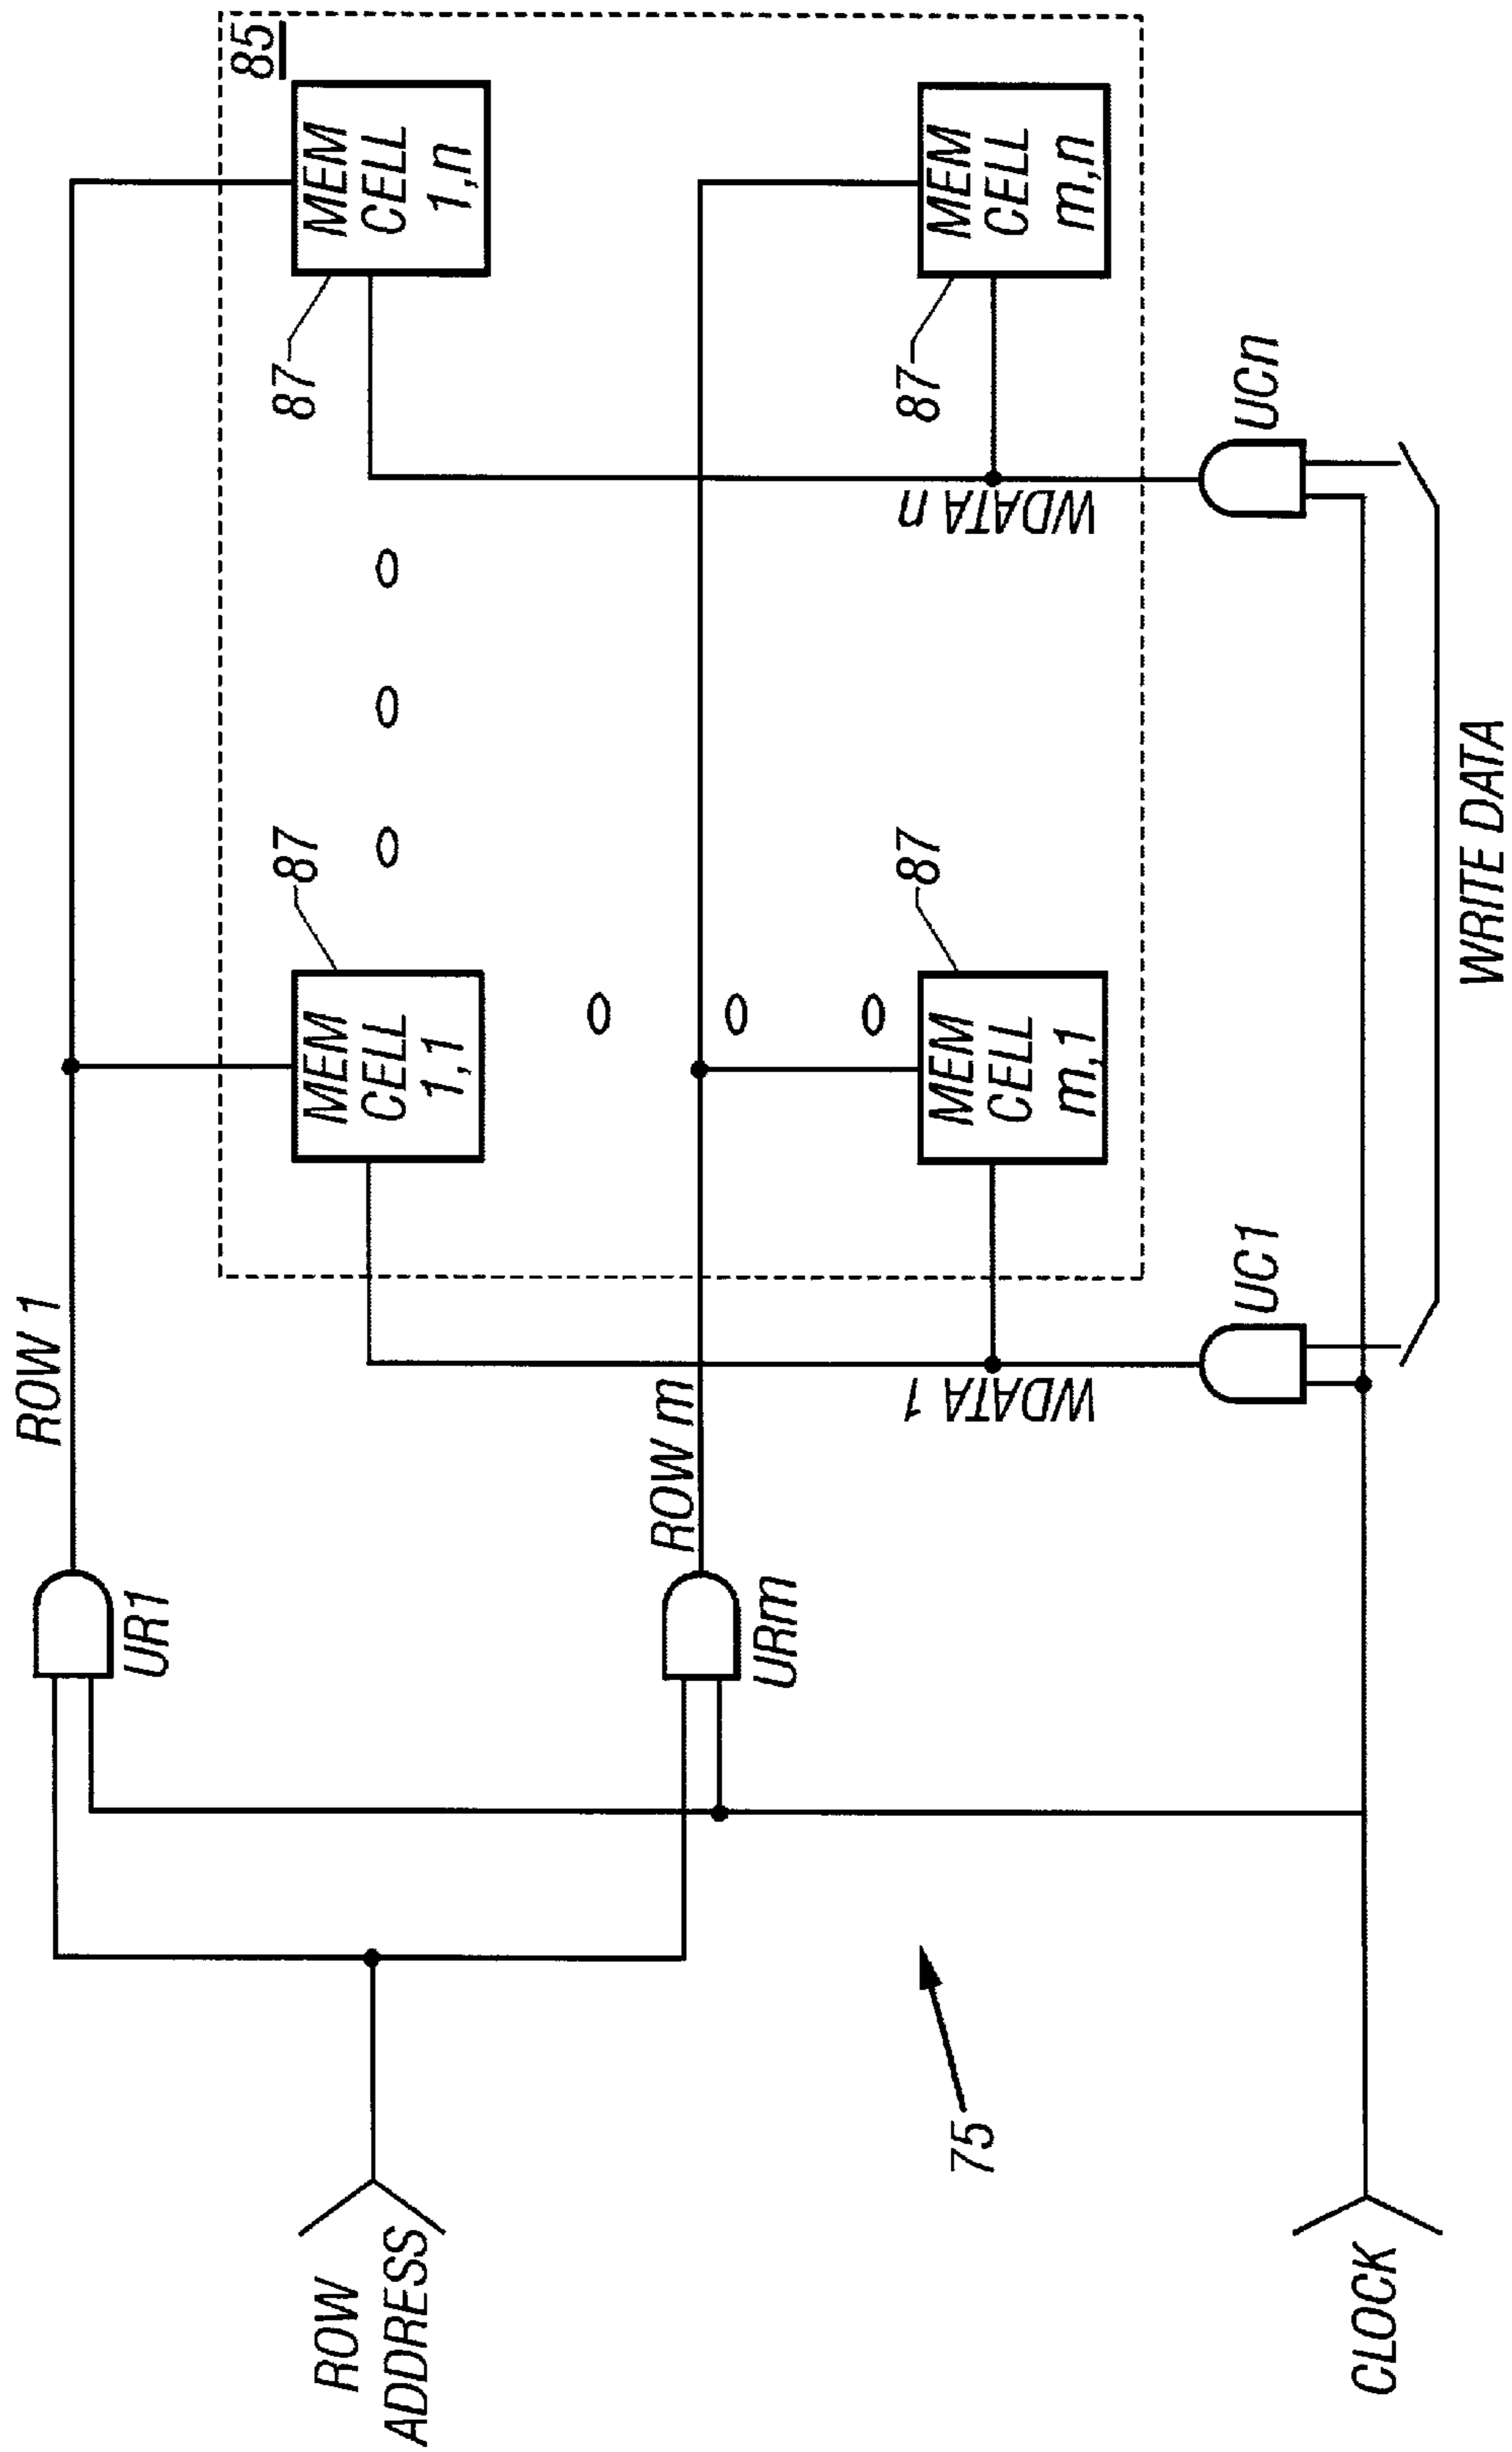 ROW 1
UR1
85
87
87
MEM
CELL
1,1
MEM
CELL
1,n
ROW
ADDRESS
ROW m
URm
87
87
MEM
CELL
m,1
MEM
CELL
m,n
WDATA 1
WDATA n
75
UC1
UCn
CLOCK
WRITE DATA